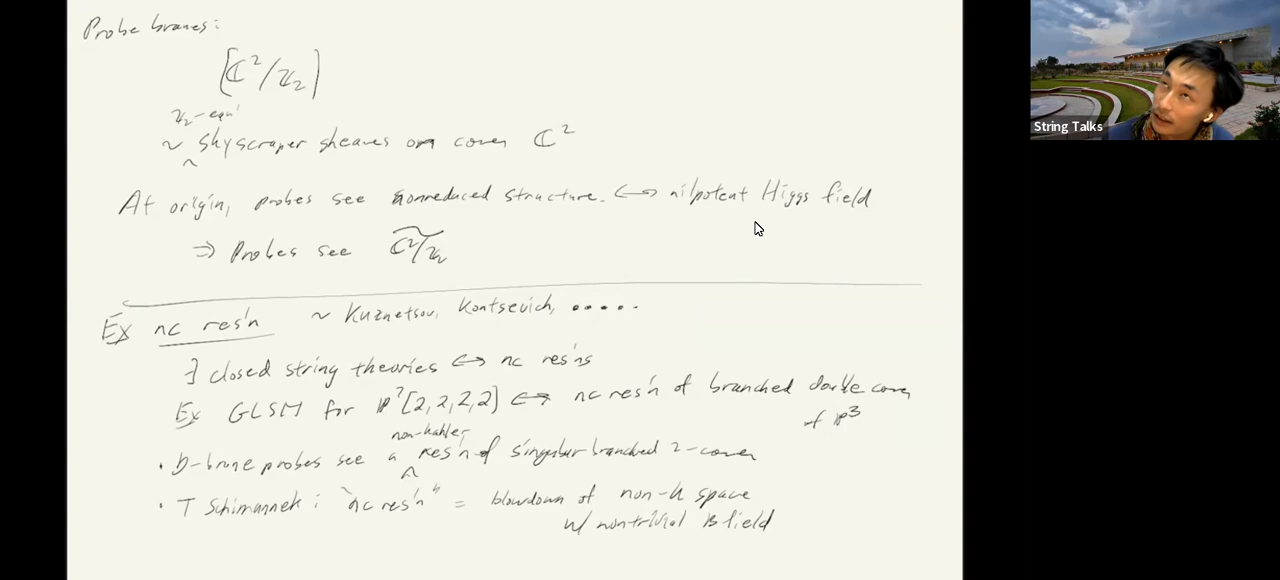 Probe branes:
[ℂ²/ℤ₂]
ℤ₂-equi
~ skyscraper sheaves on cover ℂ²
At origin, probes see nonreduced structure. ⟷ nilpotent Higgs field
⇒ Probes see \widetilde{ℂ²/ℤ₂}
Ex nc res'n ~ Kuznetsov, Kontsevich, .....
∃ closed string theories ⟷ nc res'ns
Ex GLSM for ℙ⁷[2,2,2,2] ⟷ nc res'n of branched double cover
of ℙ³
non-kahler
· D-brane probes see a res'n of singular branched 2-cover
· T Schimannek: "nc res'n" = blowdown of non-K space
w/ nontrivial B field
String Talks